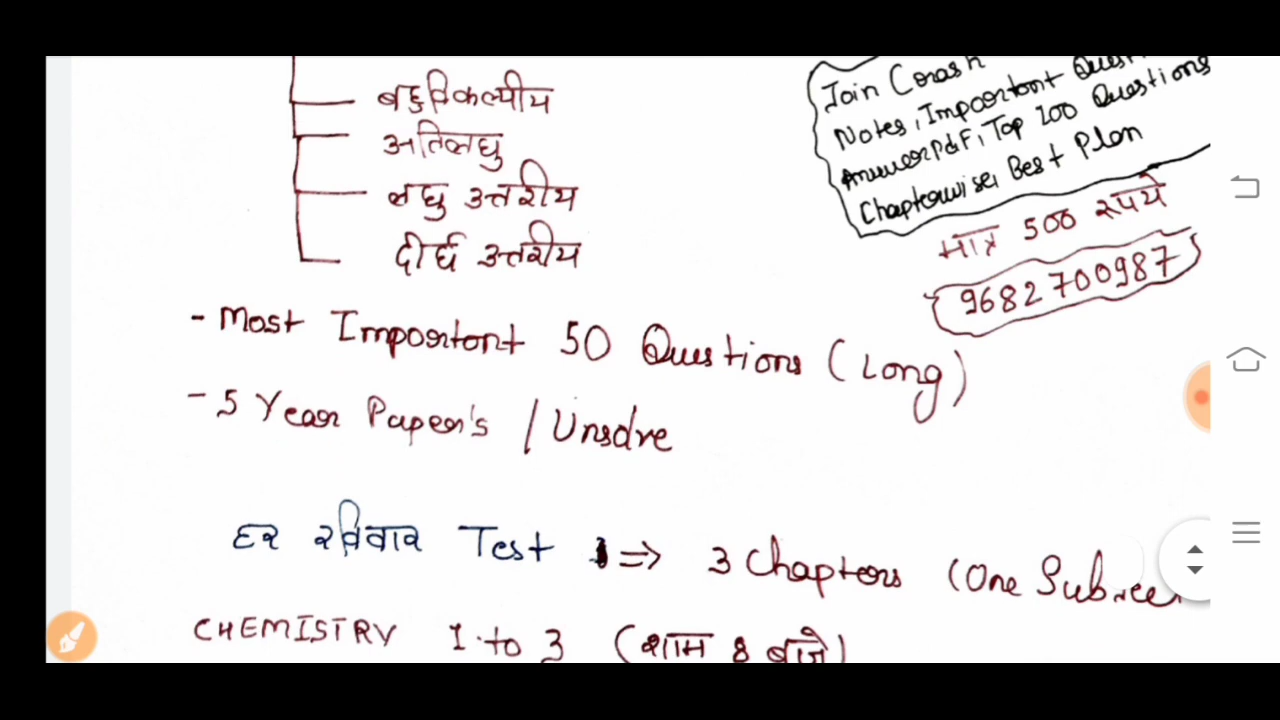 बहुविकल्पीय
अतिलघु
लघु उत्तरीय
दीर्घ उत्तरीय
Join Corash
Notes, Important
Answer PdF, Top 200 Questions
Chapterwise, Best Plan
मात्र 500 रुपये
9682700987
- Most Important 50 Questions (Long)
- 5 Year Paper's / Unsolve
हर रविवार Test => 3 Chapters (One
CHEMISTRY 1 to 3 (शाम 8 बजे)